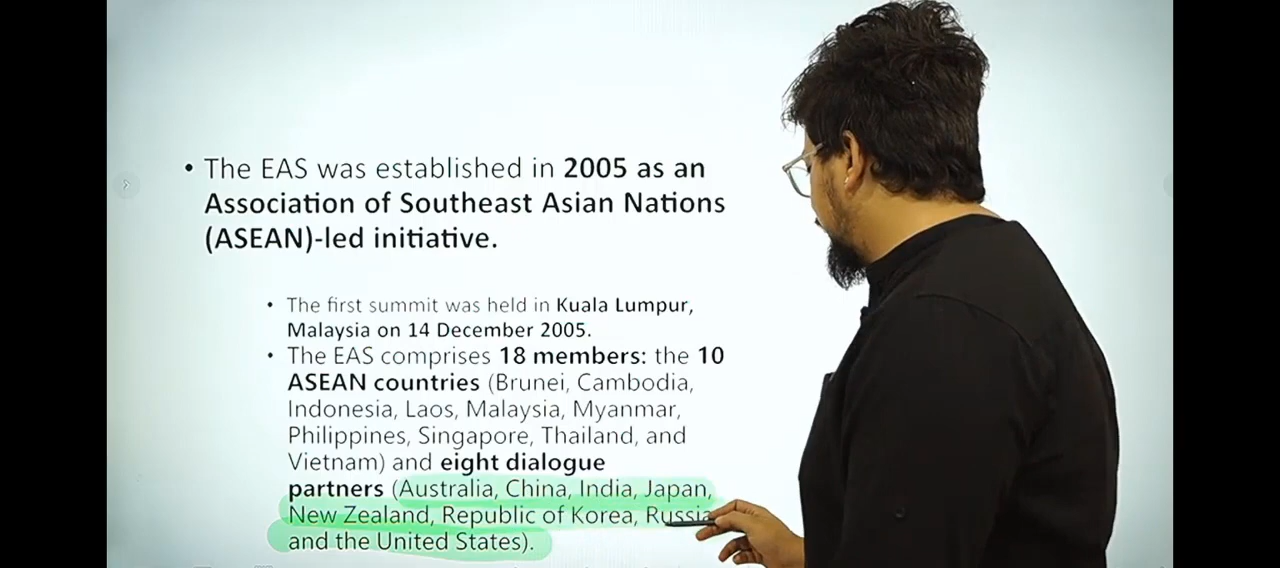 • The EAS was established in 2005 as an
Association of Southeast Asian Nations
(ASEAN)-led initiative.
• The first summit was held in Kuala Lumpur,
Malaysia on 14 December 2005.
• The EAS comprises 18 members: the 10
ASEAN countries (Brunei, Cambodia,
Indonesia, Laos, Malaysia, Myanmar,
Philippines, Singapore, Thailand, and
Vietnam) and eight dialogue
partners (Australia, China, India, Japan,
New Zealand, Republic of Korea, Russia
and the United States).